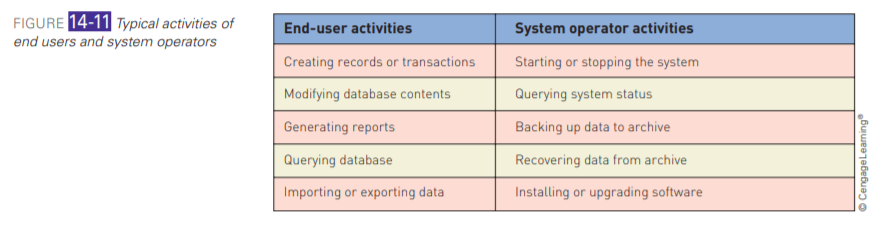 FIGURE 14-11 Typical activities of
end users and system operators
End-user activities System operator activities
Creating records or transactions Starting or stopping the system
Modifying database contents Querying system status
Generating reports Backing up data to archive
Querying database Recovering data from archive
Importing or exporting data Installing or upgrading software
© CengageLearning®